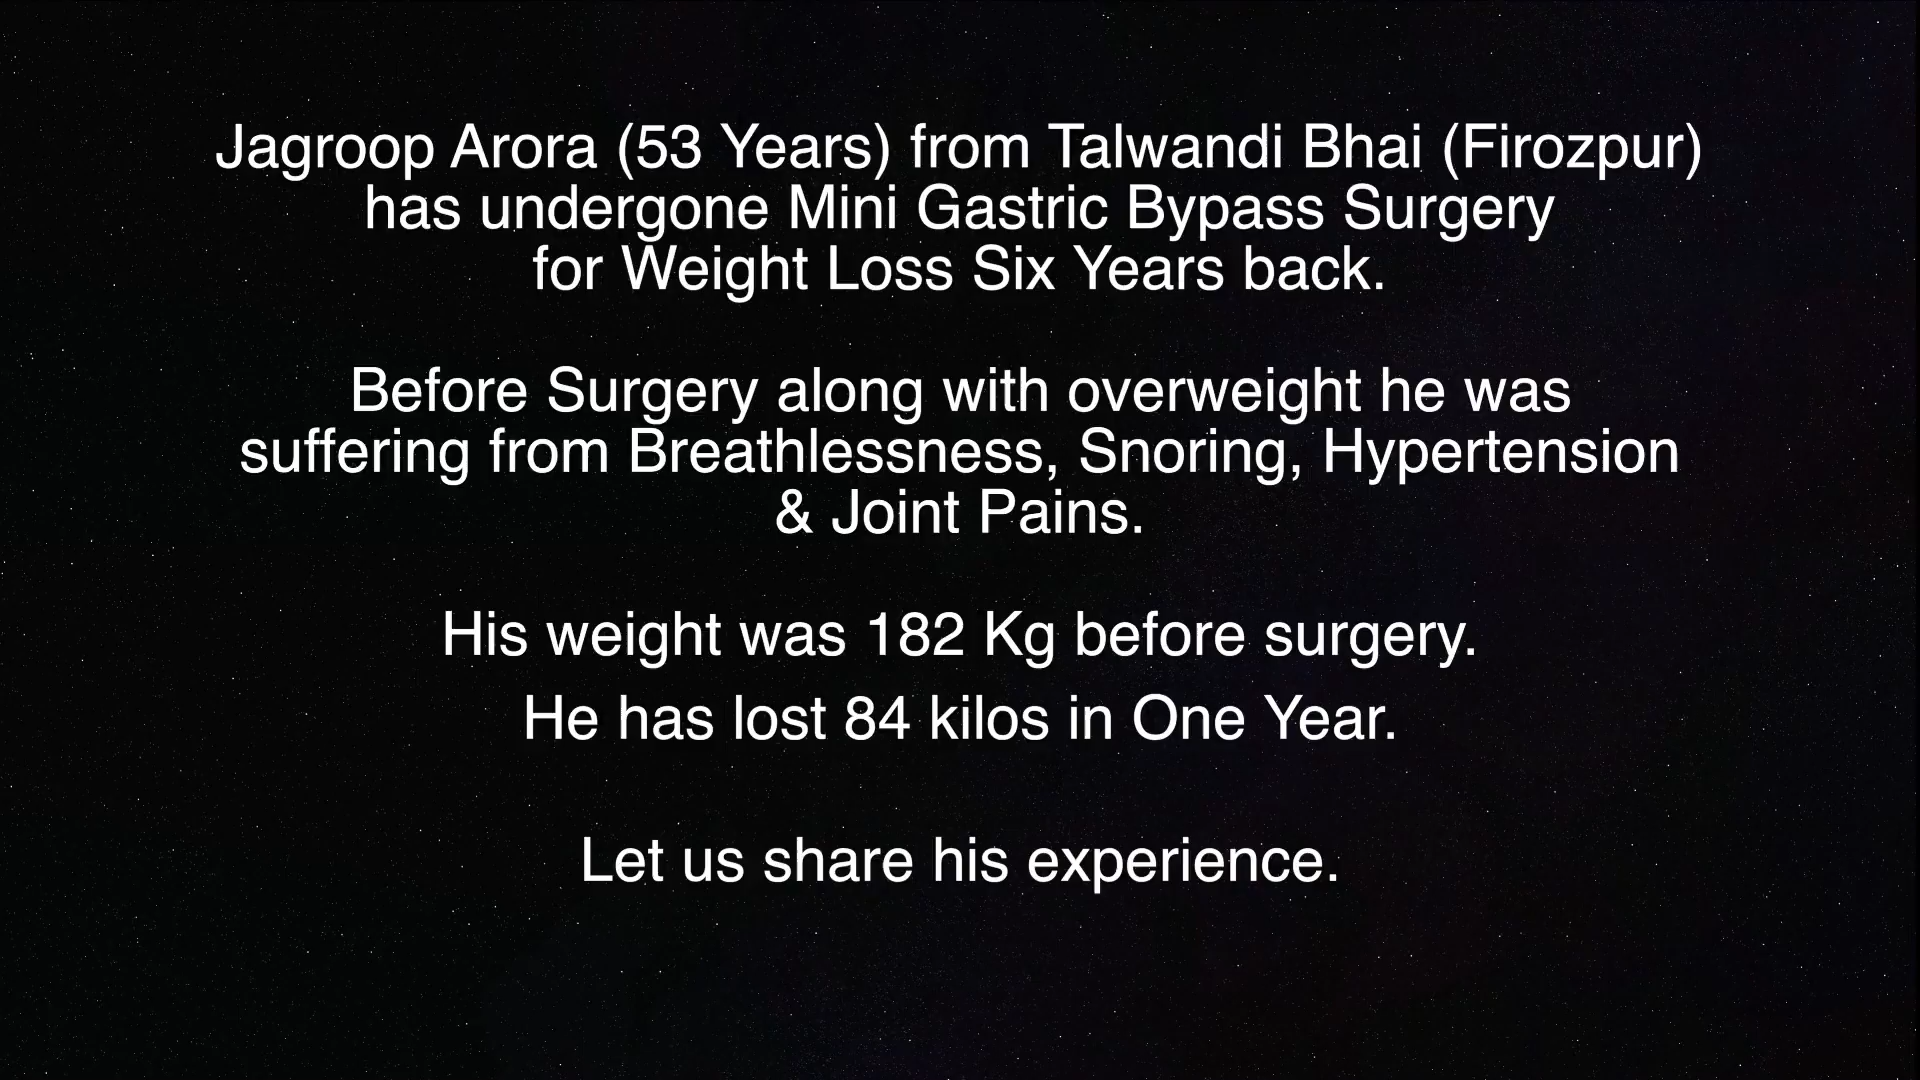 Jagroop Arora (53 Years) from Talwandi Bhai (Firozpur)
has undergone Mini Gastric Bypass Surgery
for Weight Loss Six Years back.
Before Surgery along with overweight he was
suffering from Breathlessness, Snoring, Hypertension
& Joint Pains.
His weight was 182 Kg before surgery.
He has lost 84 kilos in One Year.
Let us share his experience.